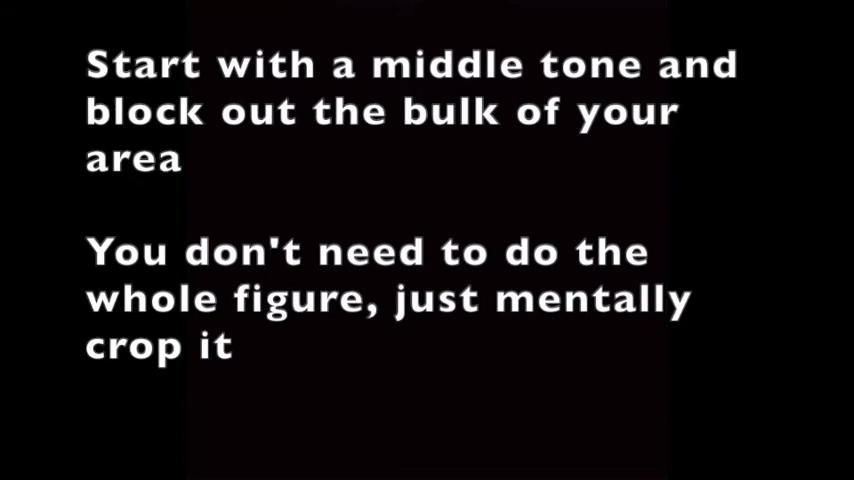 Start with a middle tone and
block out the bulk of your
area
You don't need to do the
whole figure, just mentally
crop it